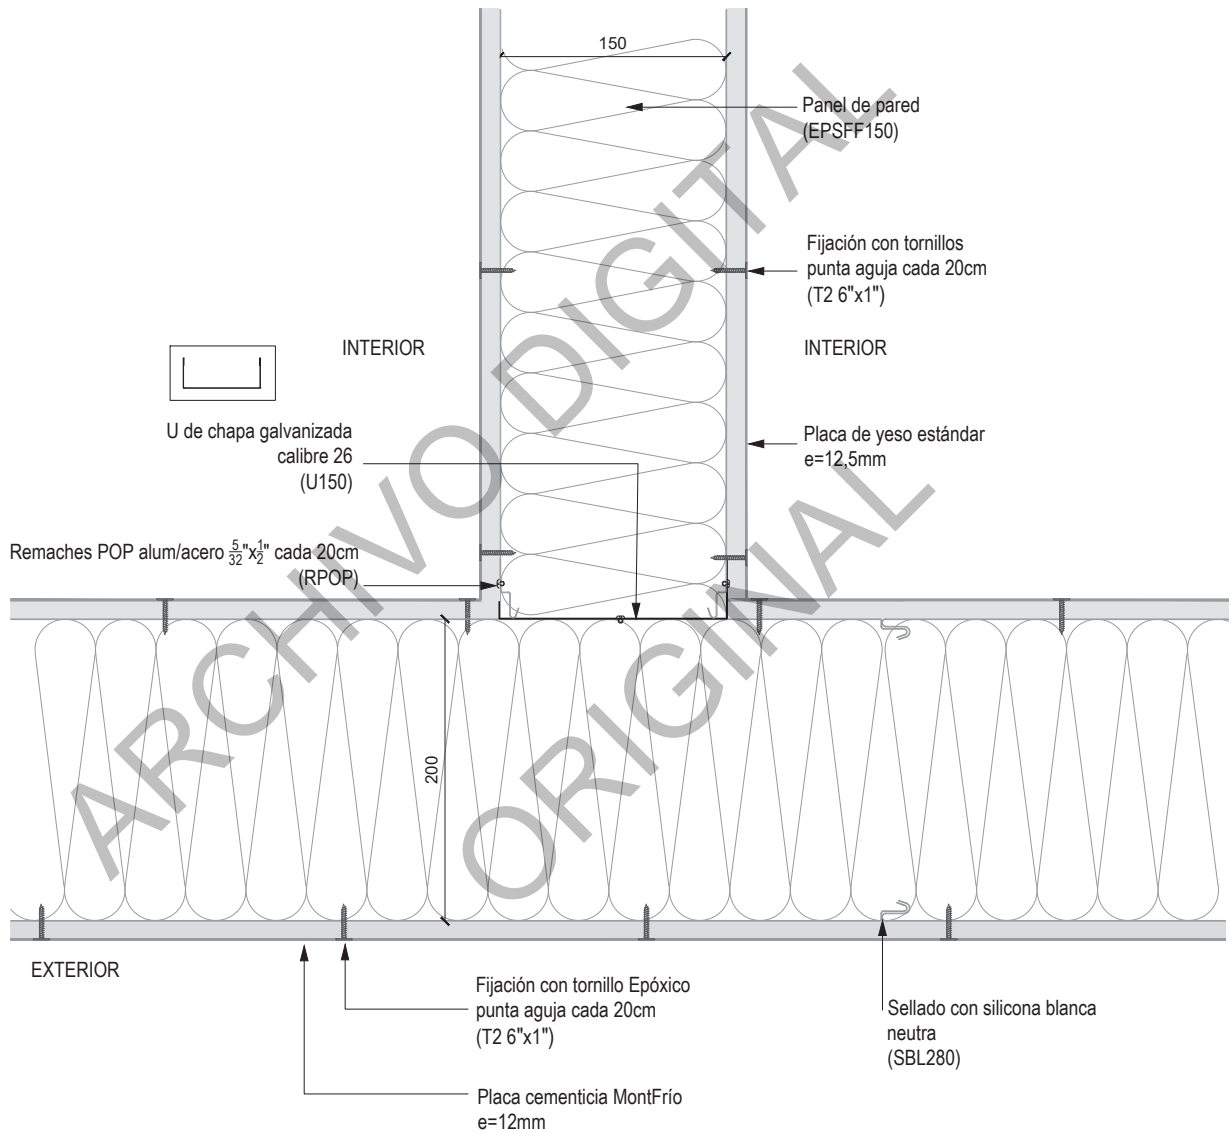 150
Panel de pared
(EPSFF150)
Fijación con tornillos
punta aguja cada 20cm
(T2 6"x1")
INTERIOR
INTERIOR
U de chapa galvanizada
calibre 26
(U150)
Placa de yeso estándar
e=12,5mm
Remaches POP alum/acero 5/32"x1/2" cada 20cm
(RPOP)
200
EXTERIOR
Fijación con tornillo Epóxico
punta aguja cada 20cm
(T2 6"x1")
Sellado con silicona blanca
neutra
(SBL280)
Placa cementicia MontFrío
e=12mm
ARCHIVO DIGITAL
ORIGINAL